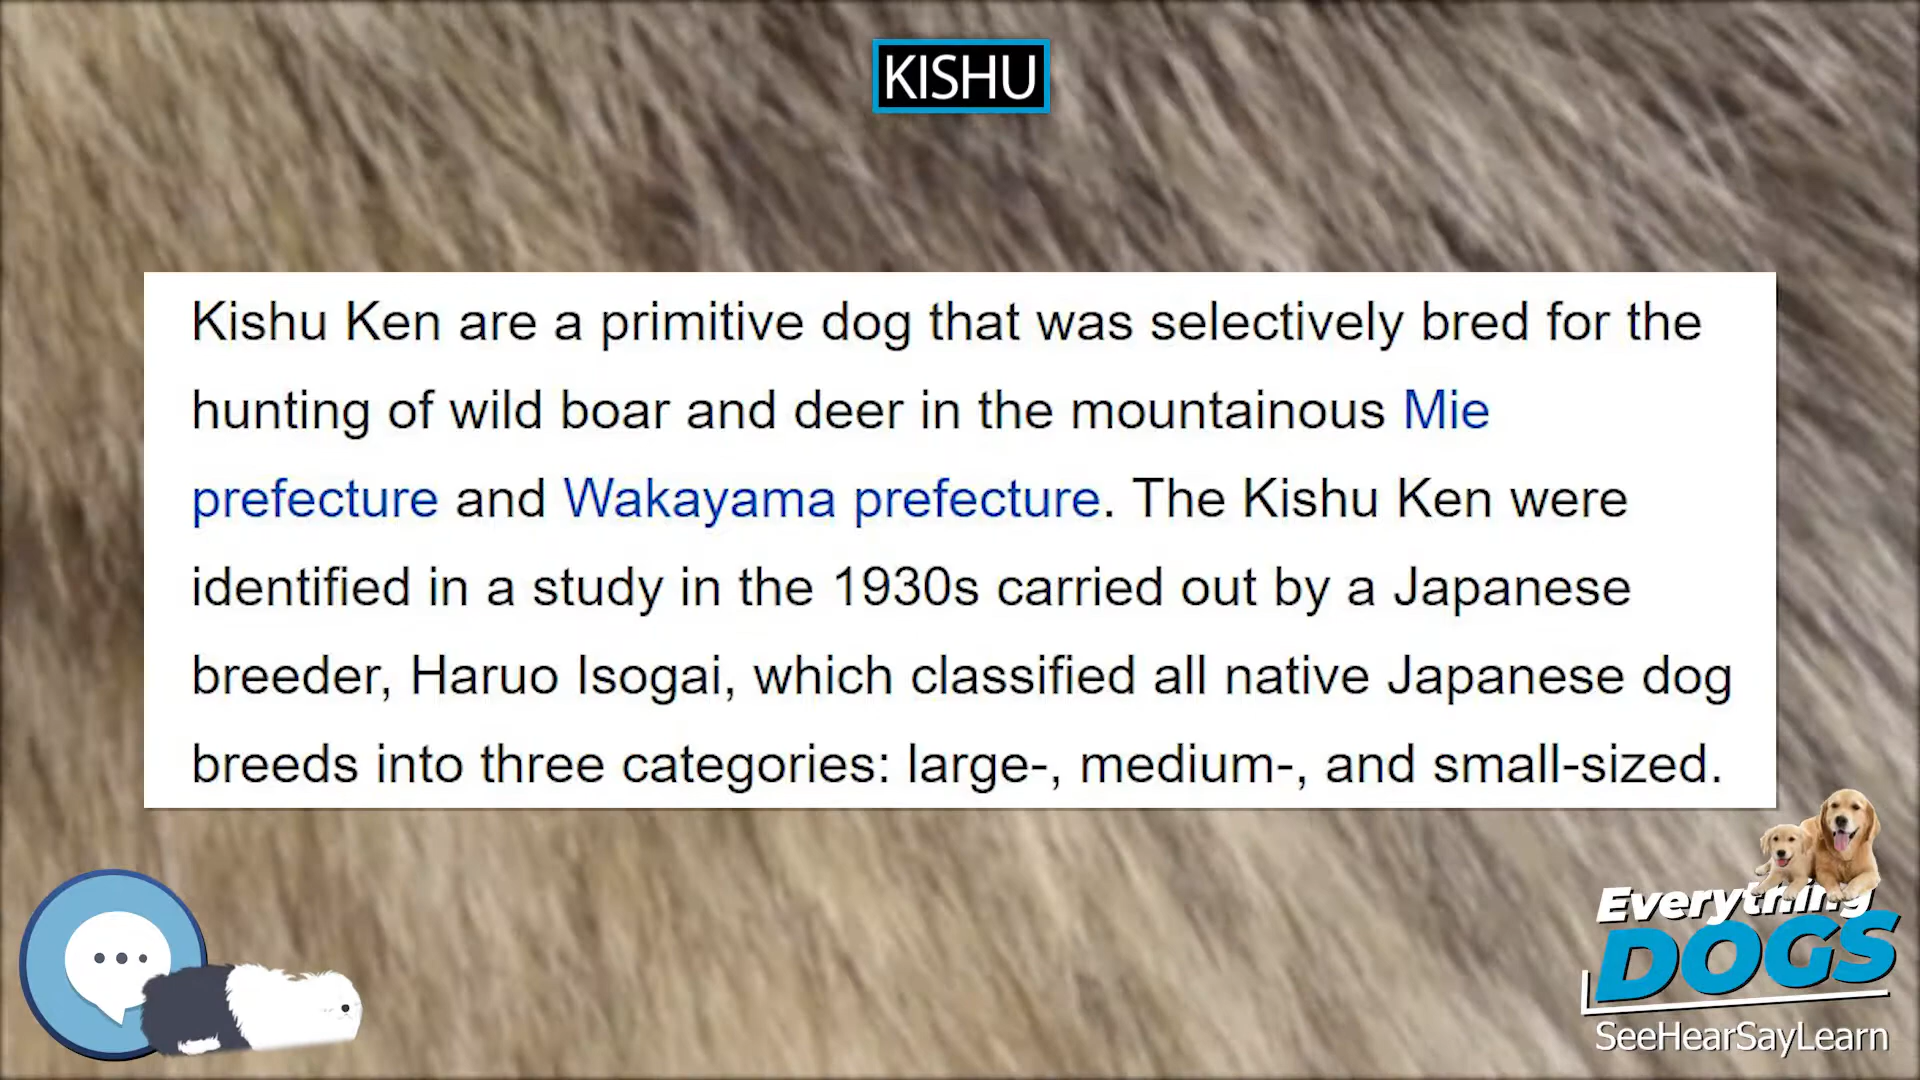 KISHU
Kishu Ken are a primitive dog that was selectively bred for the
hunting of wild boar and deer in the mountainous Mie
prefecture and Wakayama prefecture. The Kishu Ken were
identified in a study in the 1930s carried out by a Japanese
breeder, Haruo Isogai, which classified all native Japanese dog
breeds into three categories: large-, medium-, and small-sized.
Everything
DOGS
SeeHearSayLearn